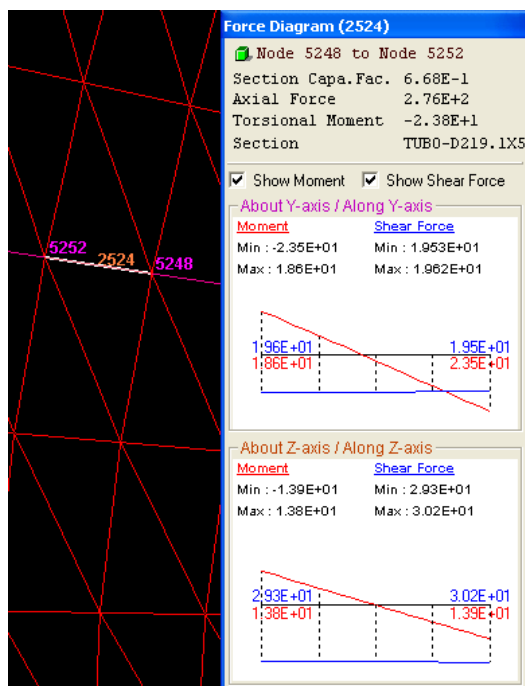 Force Diagram (2524)
Node 5248 to Node 5252
Section Capa.Fac. 6.68E-1
Axial Force 2.76E+2
Torsional Moment -2.38E+1
Section TUBO-D219.1X5
Show Moment Show Shear Force
About Y-axis / Along Y-axis
Moment Shear Force
Min : -2.35E+01 Min : 1.953E+01
Max : 1.86E+01 Max : 1.962E+01
1.96E+01 1.95E+01
1.86E+01 2.35E+01
About Z-axis / Along Z-axis
Moment Shear Force
Min : -1.39E+01 Min : 2.93E+01
Max : 1.38E+01 Max : 3.02E+01
2.93E+01 3.02E+01
1.38E+01 1.39E+01
5252 2524 5248